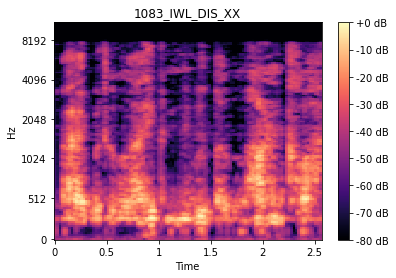 1083_IWL_DIS_XX
+0 dB
8192
-10 dB
4096
-20 dB
-30 dB
2048
Hz
-40 dB
1024
-50 dB
512
-60 dB
-70 dB
0
-80 dB
0 0.5 1 1.5 2 2.5
Time